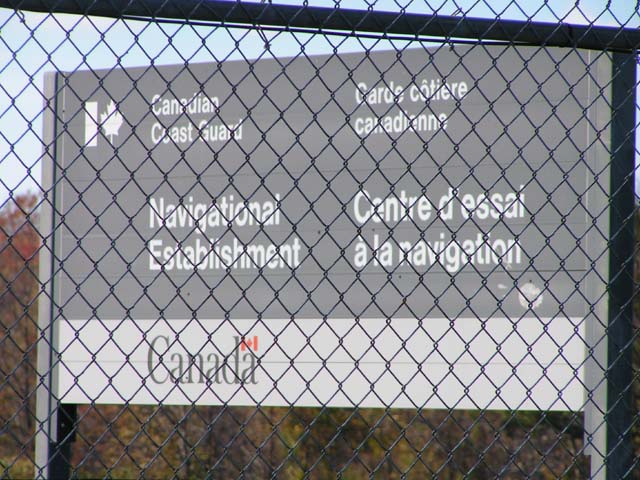 Canadian
Coast Guard
Garde côtière
canadienne
Navigational
Establishment
Centre d'essai
à la navigation
Canada